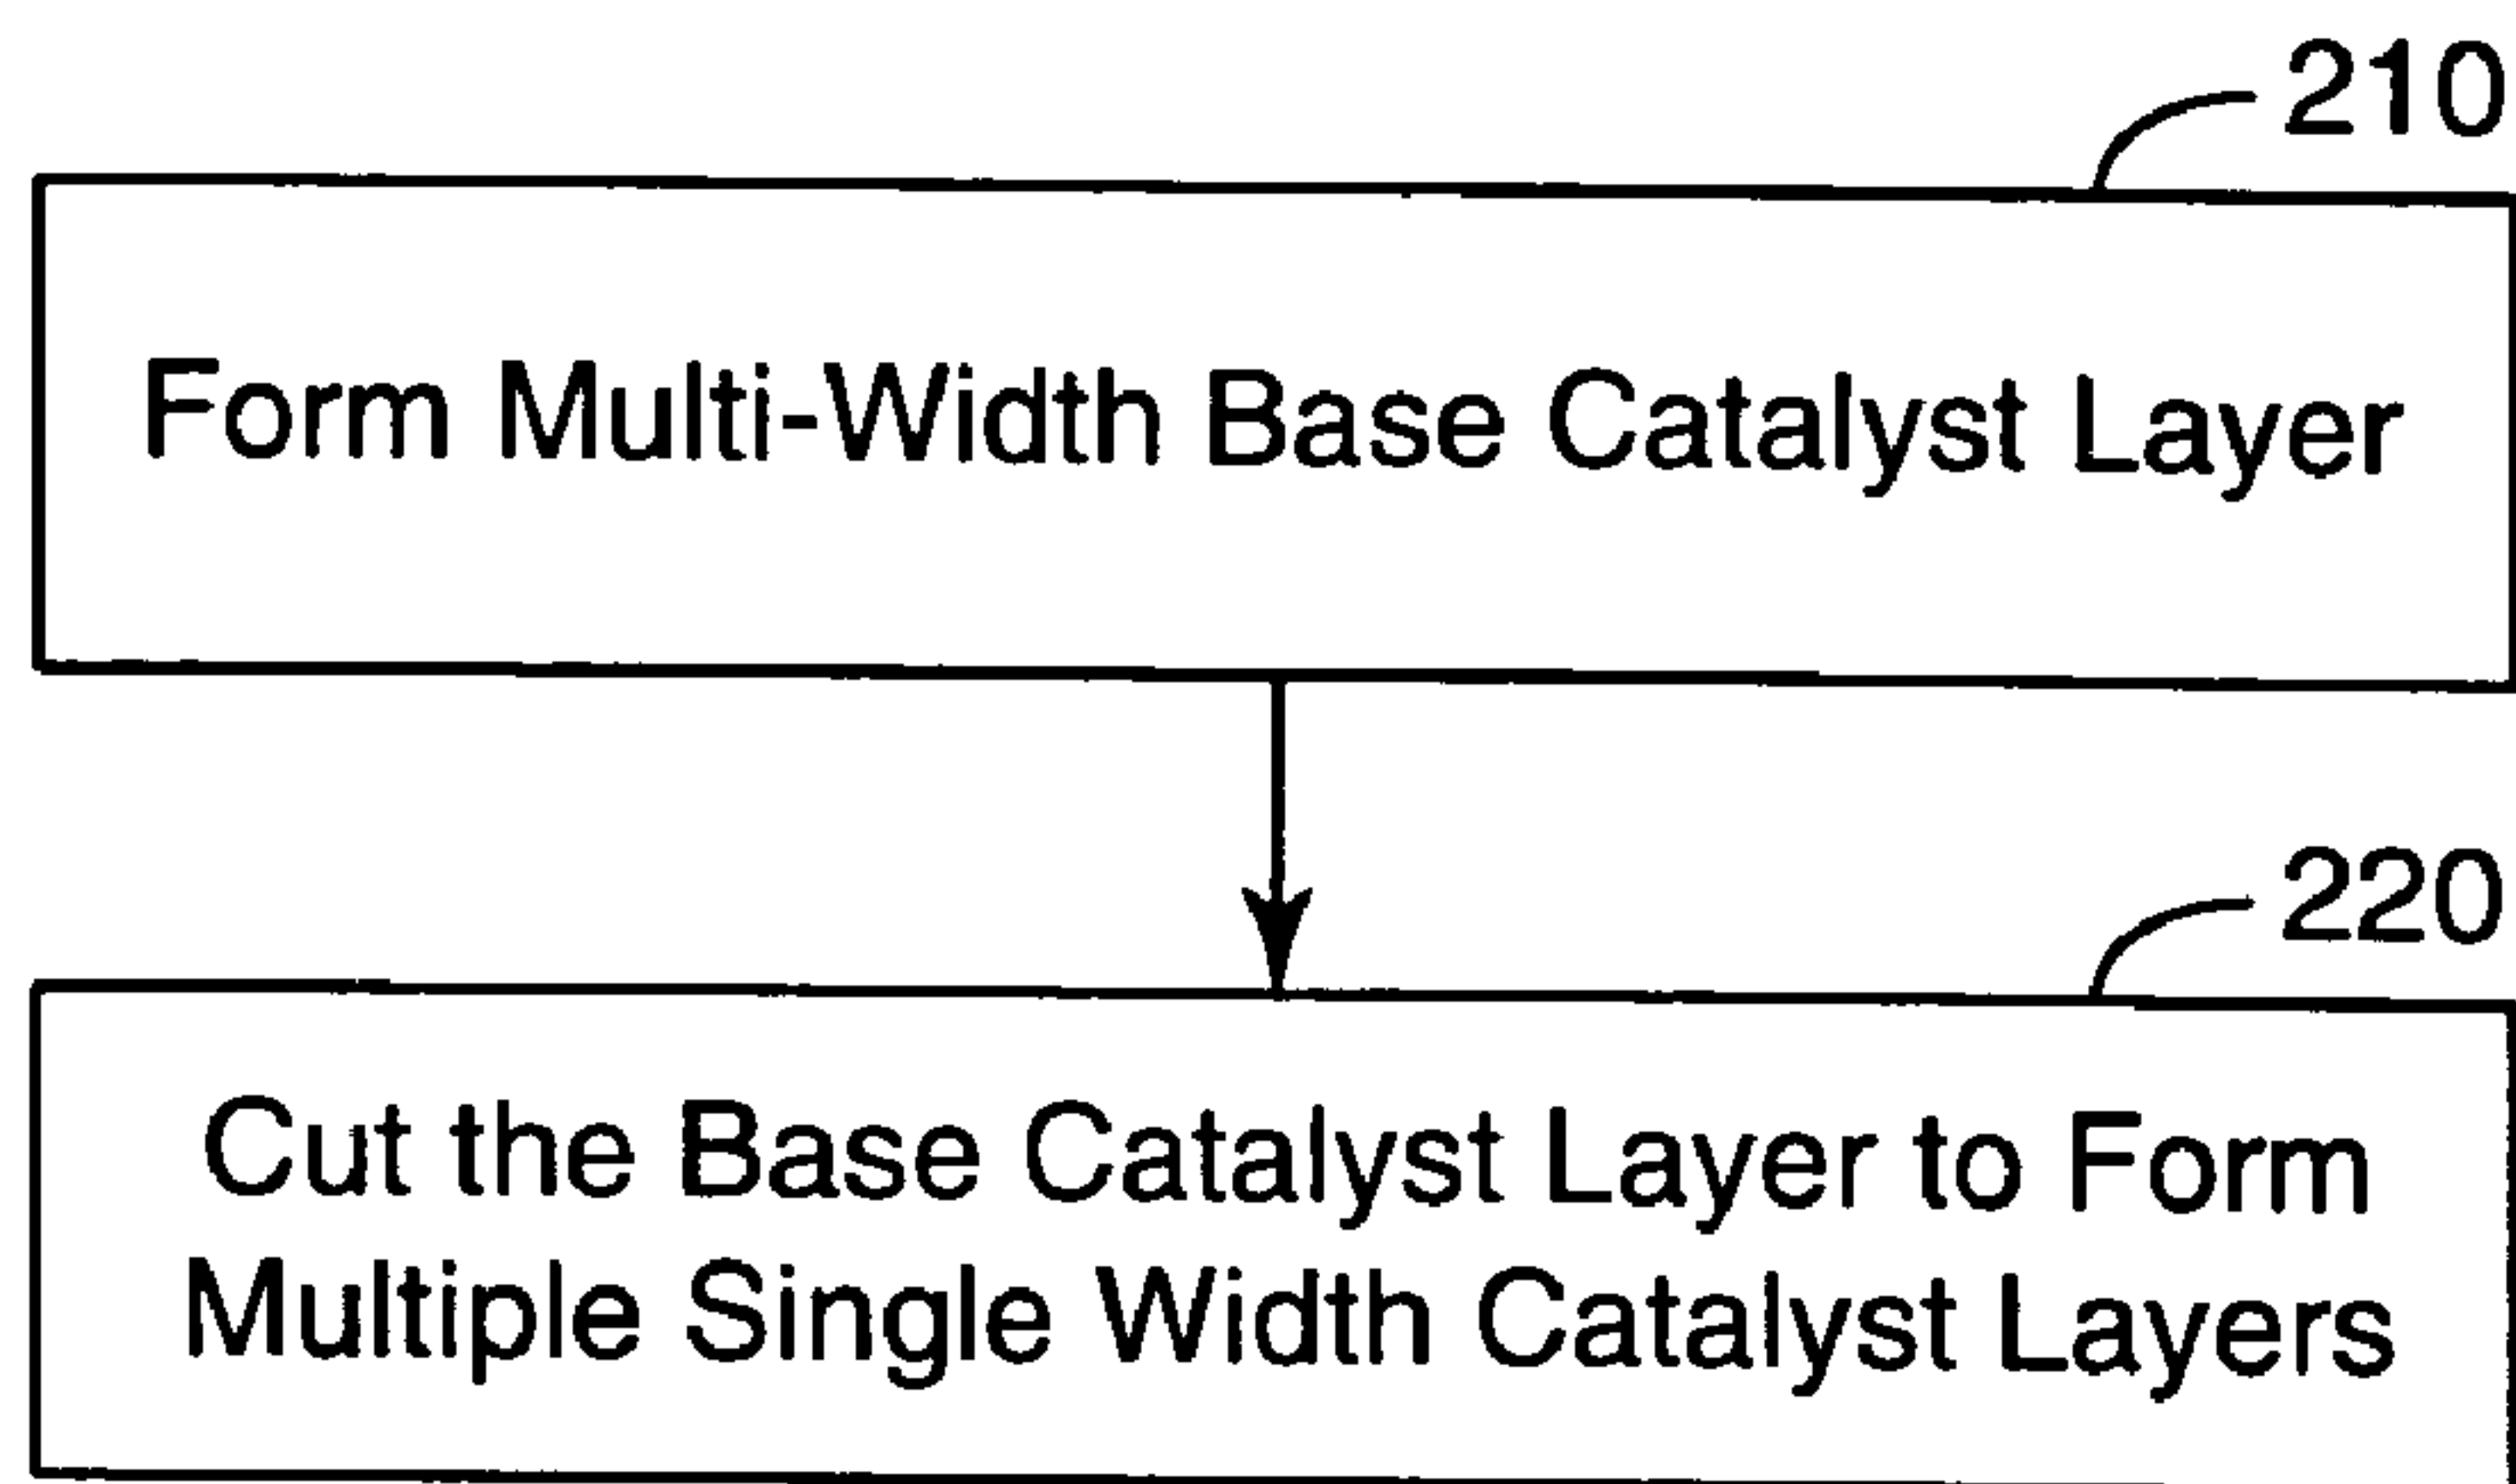 210
Form Multi-Width Base Catalyst Layer
220
Cut the Base Catalyst Layer to Form
Multiple Single Width Catalyst Layers